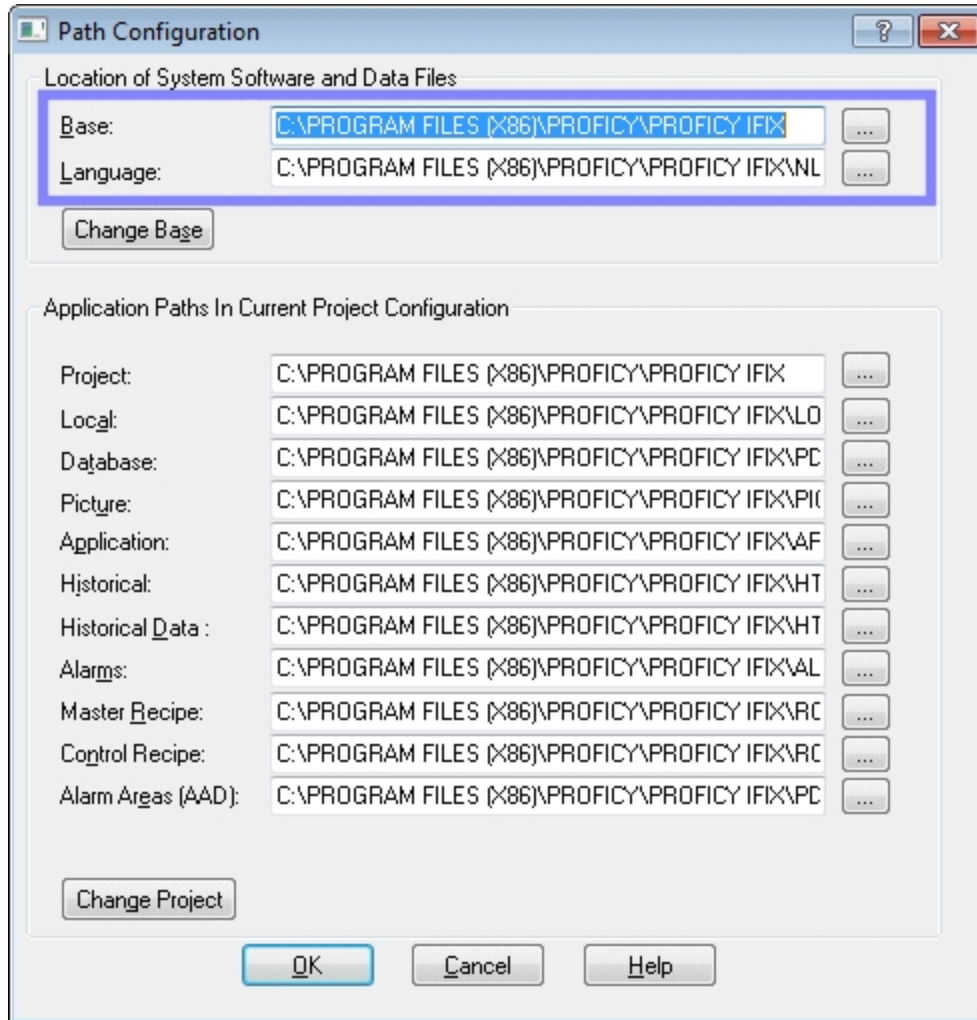 Path Configuration
Location of System Software and Data Files
Base: C:\PROGRAM FILES (X86)\PROFICY\PROFICY IFIX ...
Language: C:\PROGRAM FILES (X86)\PROFICY\PROFICY IFIX\NL ...
Change Base
Application Paths In Current Project Configuration
Project: C:\PROGRAM FILES (X86)\PROFICY\PROFICY IFIX ...
Local: C:\PROGRAM FILES (X86)\PROFICY\PROFICY IFIX\LO ...
Database: C:\PROGRAM FILES (X86)\PROFICY\PROFICY IFIX\PD ...
Picture: C:\PROGRAM FILES (X86)\PROFICY\PROFICY IFIX\PI( ...
Application: C:\PROGRAM FILES (X86)\PROFICY\PROFICY IFIX\AF ...
Historical: C:\PROGRAM FILES (X86)\PROFICY\PROFICY IFIX\HT ...
Historical Data : C:\PROGRAM FILES (X86)\PROFICY\PROFICY IFIX\HT ...
Alarms: C:\PROGRAM FILES (X86)\PROFICY\PROFICY IFIX\AL ...
Master Recipe: C:\PROGRAM FILES (X86)\PROFICY\PROFICY IFIX\RC ...
Control Recipe: C:\PROGRAM FILES (X86)\PROFICY\PROFICY IFIX\RC ...
Alarm Areas (AAD): C:\PROGRAM FILES (X86)\PROFICY\PROFICY IFIX\PD ...
Change Project
OK Cancel Help